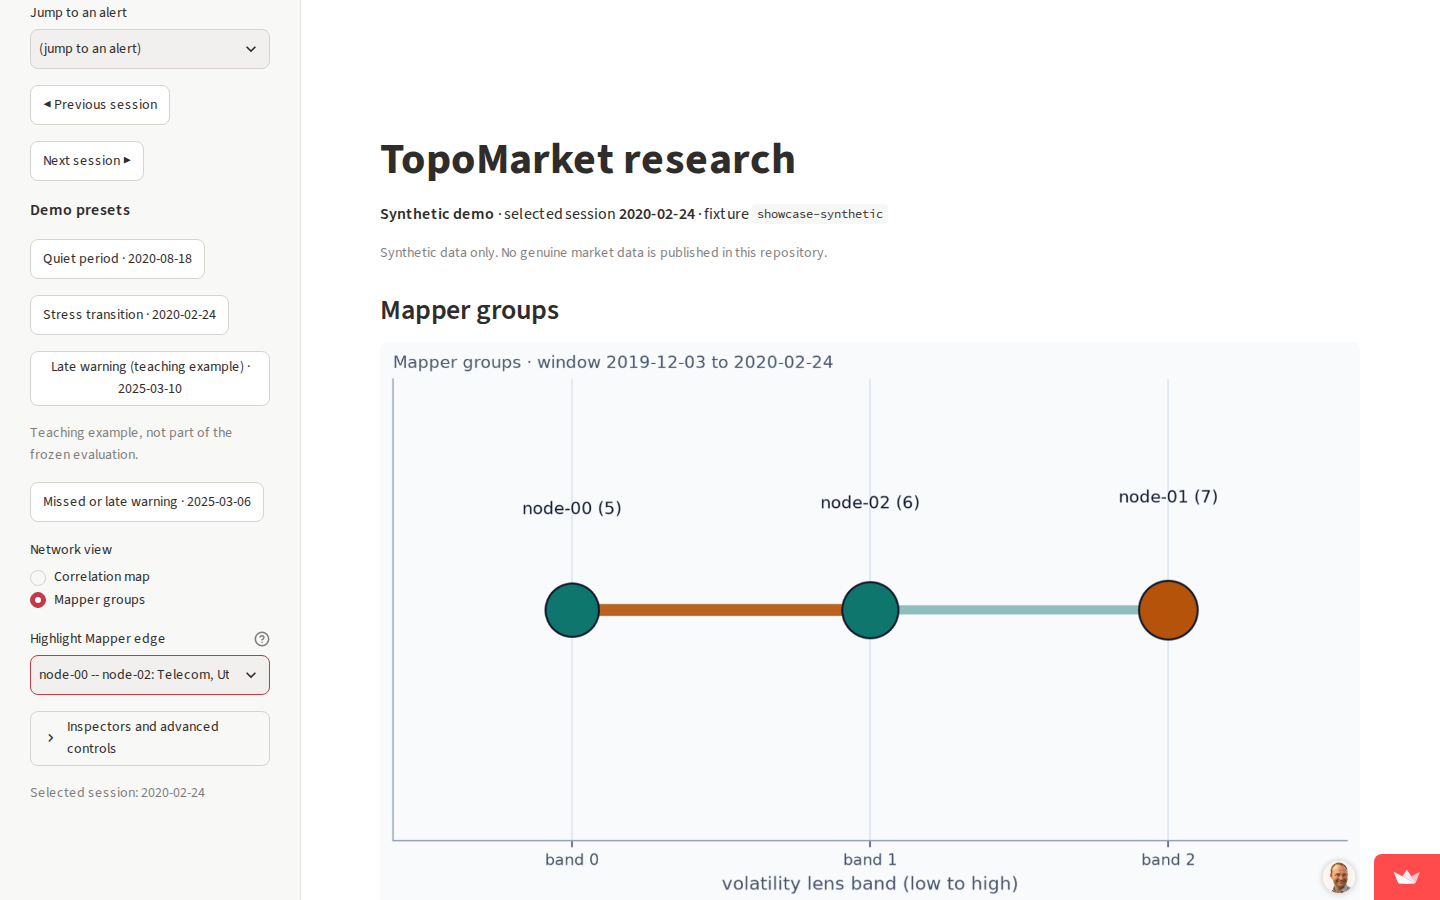 Jump to an alert
(jump to an alert)
◂ Previous session
Next session ▸
Demo presets
Quiet period · 2020-08-18
Stress transition · 2020-02-24
Late warning (teaching example) ·
2025-03-10
Teaching example, not part of the
frozen evaluation.
Missed or late warning · 2025-03-06
Network view
Correlation map
Mapper groups
Highlight Mapper edge
node-00 -- node-02: Telecom, Ut
Inspectors and advanced
controls
Selected session: 2020-02-24
TopoMarket research
Synthetic demo · selected session 2020-02-24 · fixture showcase-synthetic
Synthetic data only. No genuine market data is published in this repository.
Mapper groups
Mapper groups · window 2019-12-03 to 2020-02-24
node-00 (5)
node-02 (6)
node-01 (7)
band 0
band 1
band 2
volatility lens band (low to high)